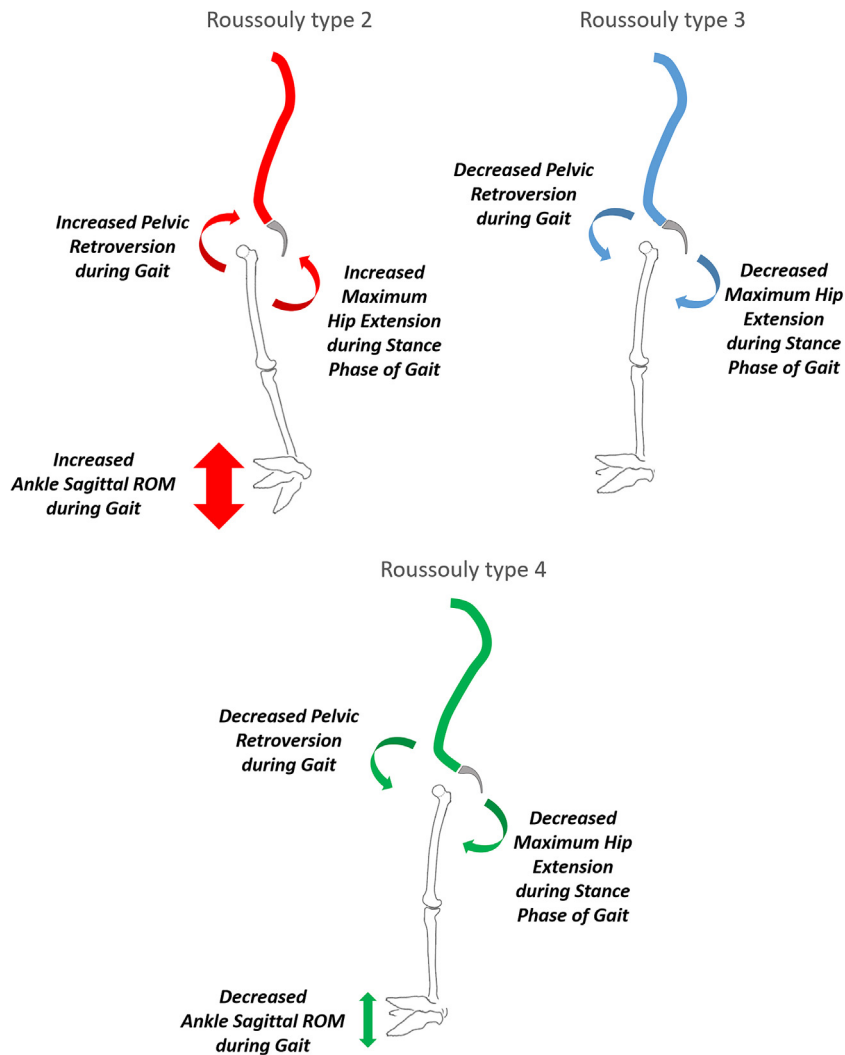 Roussouly type 2
Increased Pelvic
Retroversion
during Gait
Increased
Maximum
Hip Extension
during Stance
Phase of Gait
Increased
Ankle Sagittal ROM
during Gait
Roussouly type 3
Decreased Pelvic
Retroversion
during Gait
Decreased
Maximum Hip
Extension
during Stance
Phase of Gait
Roussouly type 4
Decreased Pelvic
Retroversion
during Gait
Decreased
Maximum Hip
Extension
during Stance
Phase of Gait
Decreased
Ankle Sagittal ROM
during Gait